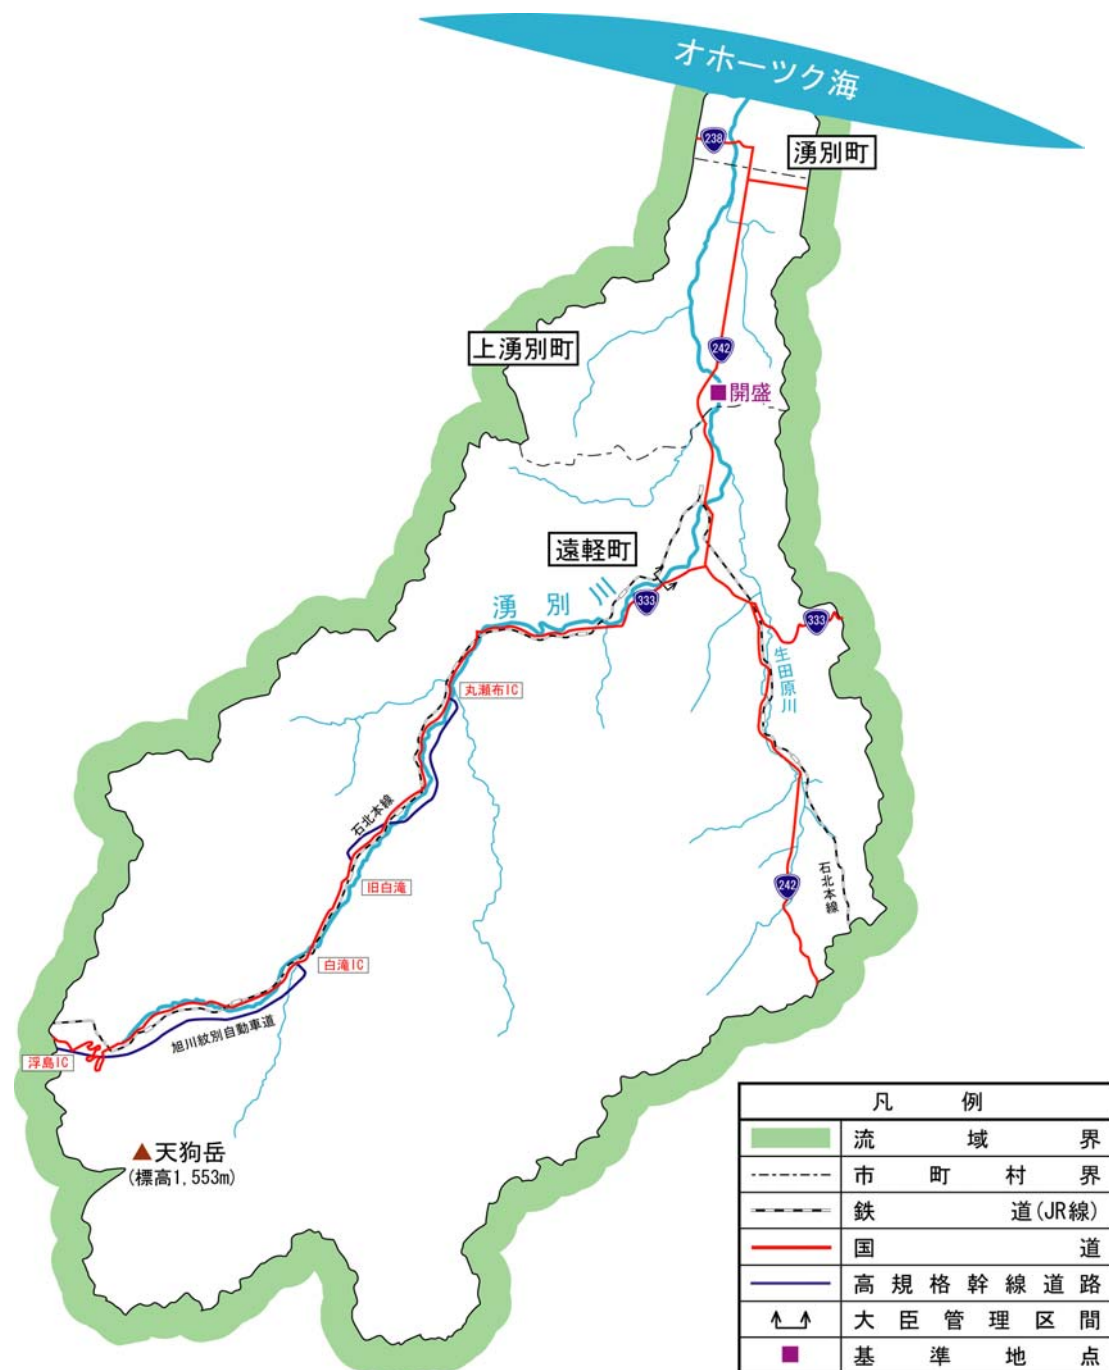 オホーツク海
238
湧別町
上湧別町
242
開盛
遠軽町
湧別川
333
333
生田原川
丸瀬布IC
石北本線
旧白滝
242
石北本線
白滝IC
旭川紋別自動車道
浮島IC
天狗岳
(標高1,553m)
凡例
流域界
市町村界
鉄道(JR線)
国道
高規格幹線道路
大臣管理区間
基準地点